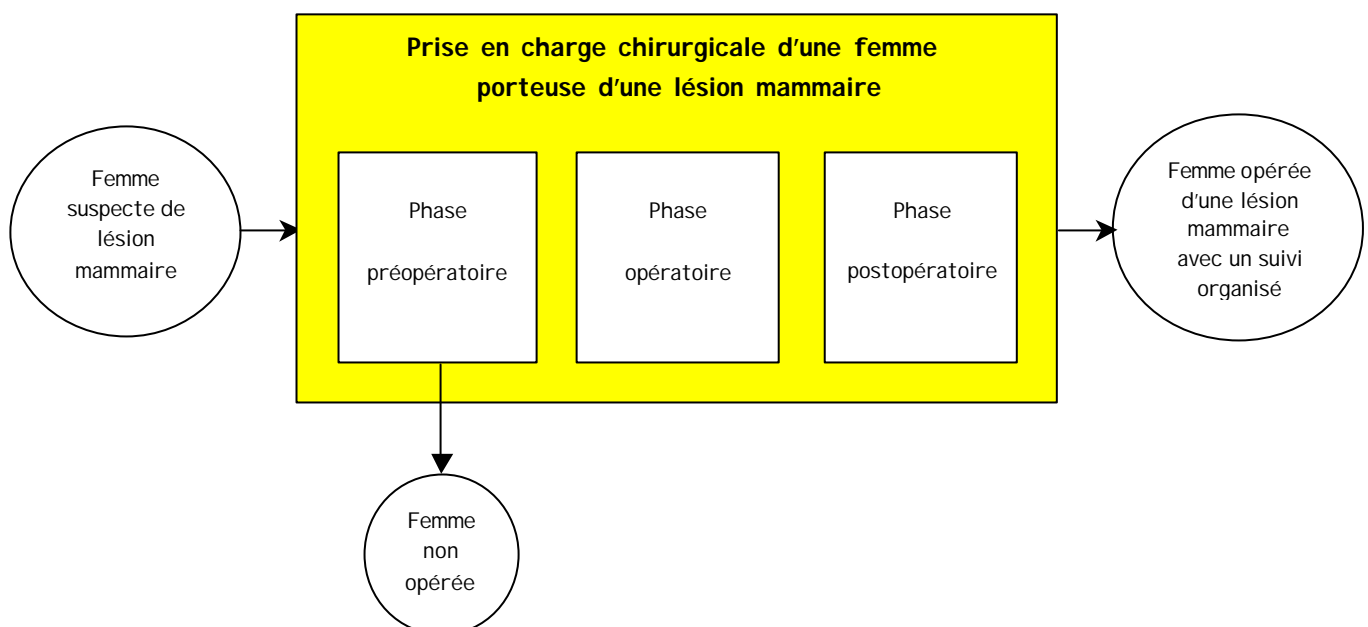 Prise en charge chirurgicale d'une femme
porteuse d'une lésion mammaire
Femme
suspecte de
lésion
mammaire
Phase
préopératoire
Phase
opératoire
Phase
postopératoire
Femme opérée
d'une lésion
mammaire
avec un suivi
organisé
Femme
non
opérée